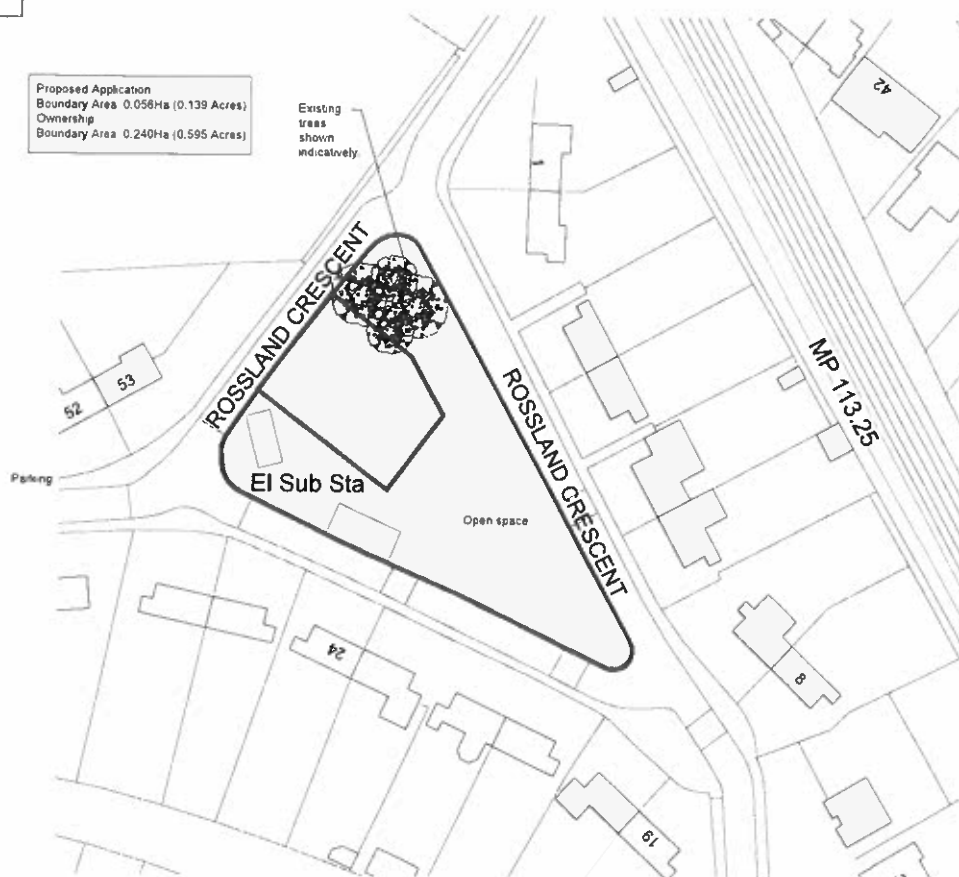 Proposed Application
Boundary Area 0.056Ha (0.139 Acres)
Ownership
Boundary Area 0.240Ha (0.595 Acres)
Existing
trees
shown
indicatively
42
1
ROSSLAND CRESCENT
53
52
MP 113.25
ROSSLAND CRESCENT
Parking
El Sub Sta
Open space
24
8
19